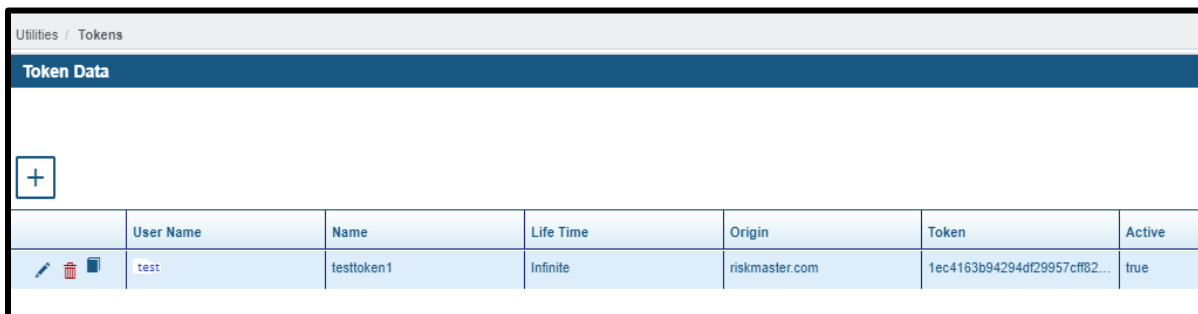 Utilities / Tokens
Token Data
+
User Name Name Life Time Origin Token Active
test testtoken1 Infinite riskmaster.com 1ec4163b94294df29957cff82... true